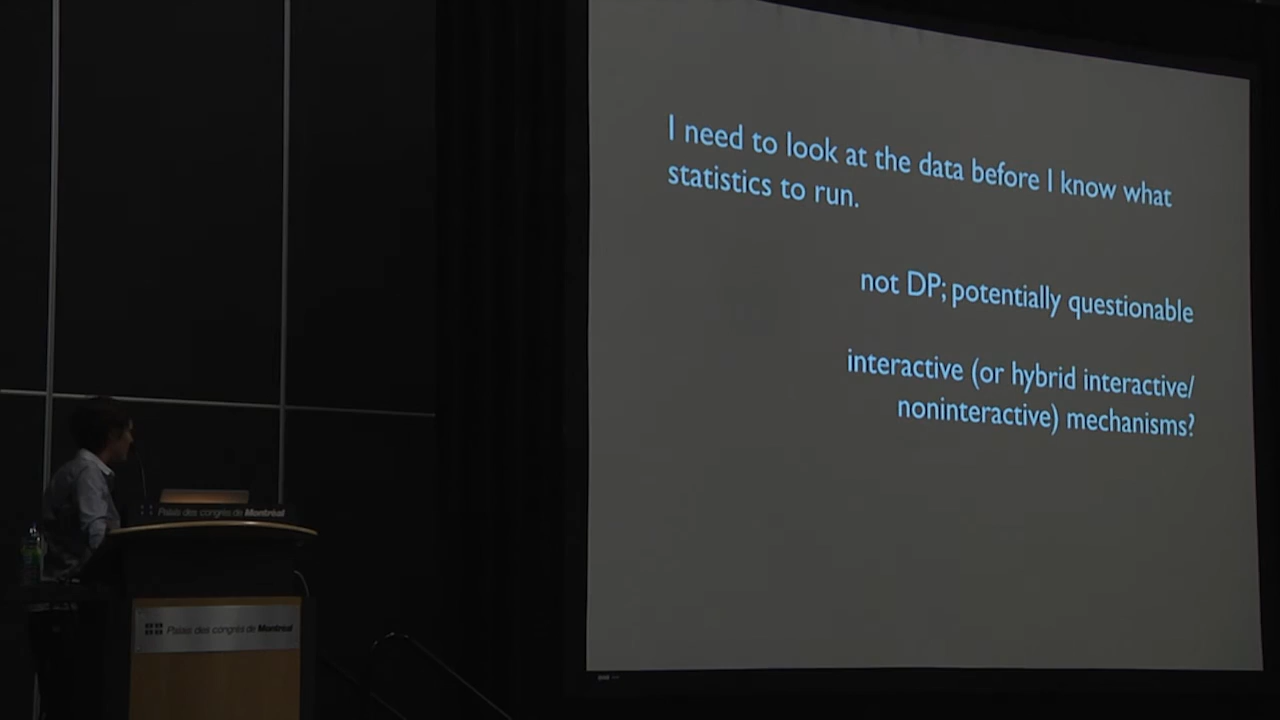 I need to look at the data before I know what
statistics to run.
not DP; potentially questionable
interactive (or hybrid interactive/
noninteractive) mechanisms?
Palais des congrès de Montréal
Palais des congrès de Montréal